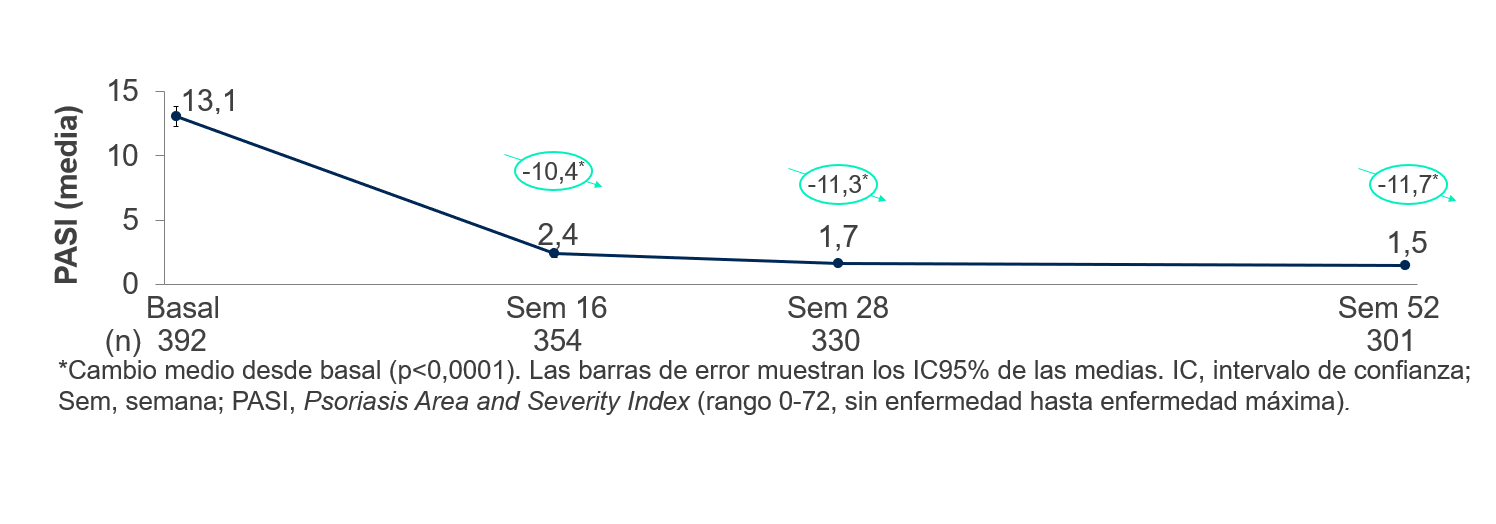 PASI (media)
15
10
5
0
13,1
-10,4*
-11,3*
-11,7*
2,4
1,7
1,5
Basal Sem 16 Sem 28 Sem 52
(n) 392 354 330 301
*Cambio medio desde basal (p<0,0001). Las barras de error muestran los IC95% de las medias. IC, intervalo de confianza;
Sem, semana; PASI, Psoriasis Area and Severity Index (rango 0-72, sin enfermedad hasta enfermedad máxima).